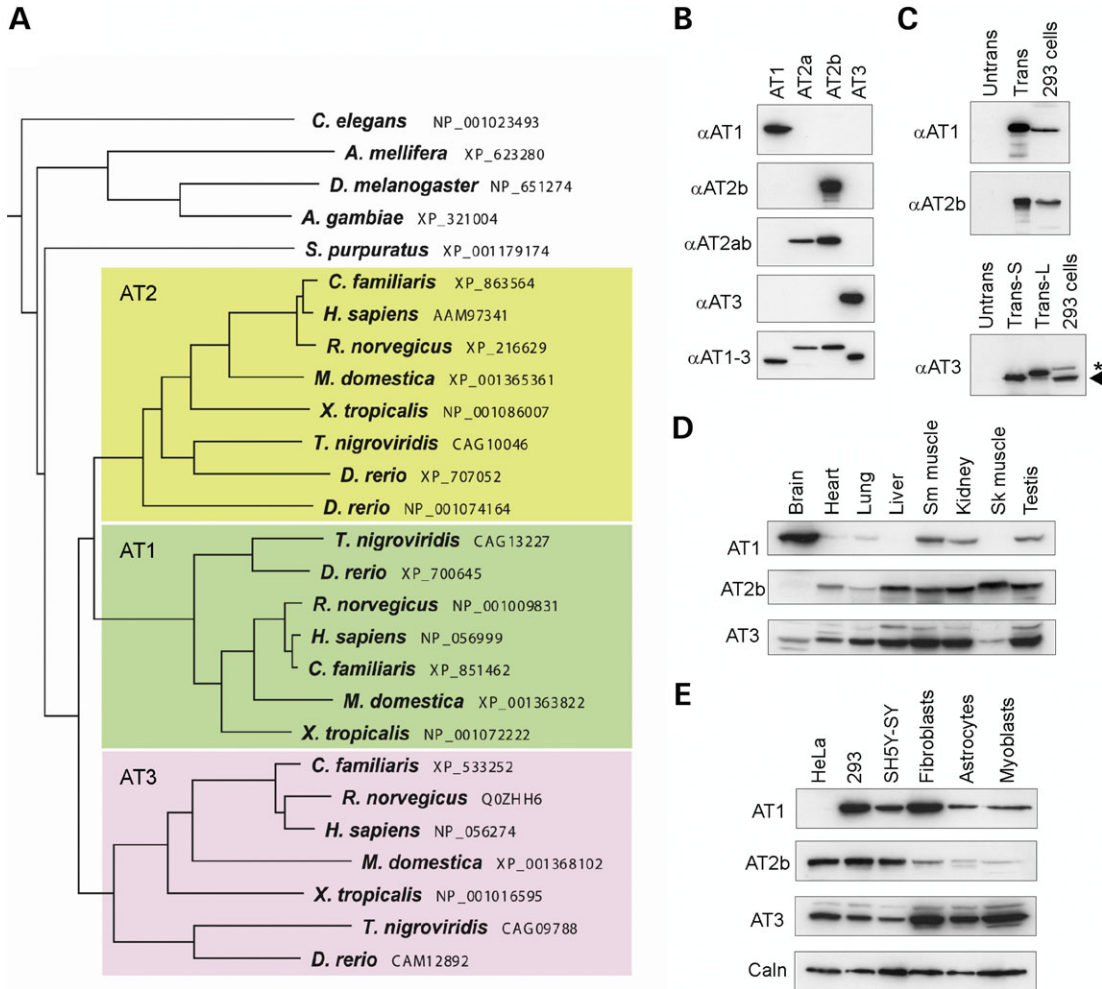 A
C. elegans NP_001023493
A. mellifera XP_623280
D. melanogaster NP_651274
A. gambiae XP_321004
S. purpuratus XP_001179174
AT2
C. familiaris XP_863564
H. sapiens AAM97341
R. norvegicus XP_216629
M. domestica XP_001365361
X. tropicalis NP_001086007
T. nigroviridis CAG10046
D. rerio XP_707052
D. rerio NP_001074164
AT1
T. nigroviridis CAG13227
D. rerio XP_700645
R. norvegicus NP_001009831
H. sapiens NP_056999
C. familiaris XP_851462
M. domestica XP_001363822
X. tropicalis NP_001072222
AT3
C. familiaris XP_533252
R. norvegicus Q0ZHH6
H. sapiens NP_056274
M. domestica XP_001368102
X. tropicalis NP_001016595
T. nigroviridis CAG09788
D. rerio CAM12892
B
AT1 AT2a AT2b AT3
αAT1
αAT2b
αAT2ab
αAT3
αAT1-3
C
Untrans Trans 293 cells
αAT1
αAT2b
Untrans Trans-S Trans-L 293 cells
αAT3 *
D
Brain Heart Lung Liver Sm muscle Kidney Sk muscle Testis
AT1
AT2b
AT3
E
HeLa 293 SH5Y-SY Fibroblasts Astrocytes Myoblasts
AT1
AT2b
AT3
Caln